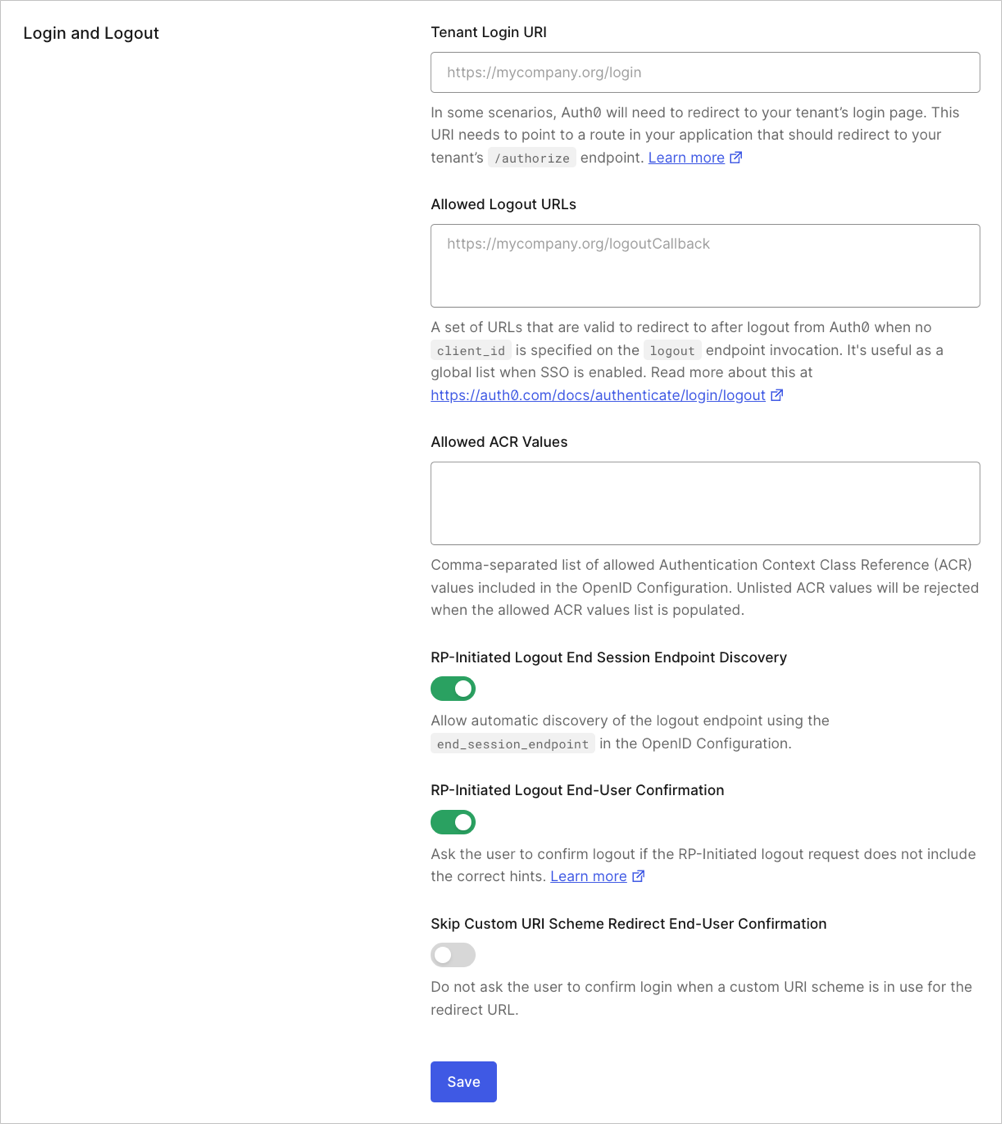 Login and Logout
Tenant Login URI
https://mycompany.org/login
In some scenarios, Auth0 will need to redirect to your tenant’s login page. This
URI needs to point to a route in your application that should redirect to your
tenant’s /authorize endpoint. Learn more
Allowed Logout URLs
https://mycompany.org/logoutCallback
A set of URLs that are valid to redirect to after logout from Auth0 when no
client_id is specified on the logout endpoint invocation. It's useful as a
global list when SSO is enabled. Read more about this at
https://auth0.com/docs/authenticate/login/logout
Allowed ACR Values
Comma-separated list of allowed Authentication Context Class Reference (ACR)
values included in the OpenID Configuration. Unlisted ACR values will be rejected
when the allowed ACR values list is populated.
RP-Initiated Logout End Session Endpoint Discovery
Allow automatic discovery of the logout endpoint using the
end_session_endpoint in the OpenID Configuration.
RP-Initiated Logout End-User Confirmation
Ask the user to confirm logout if the RP-Initiated logout request does not include
the correct hints. Learn more
Skip Custom URI Scheme Redirect End-User Confirmation
Do not ask the user to confirm login when a custom URI scheme is in use for the
redirect URL.
Save